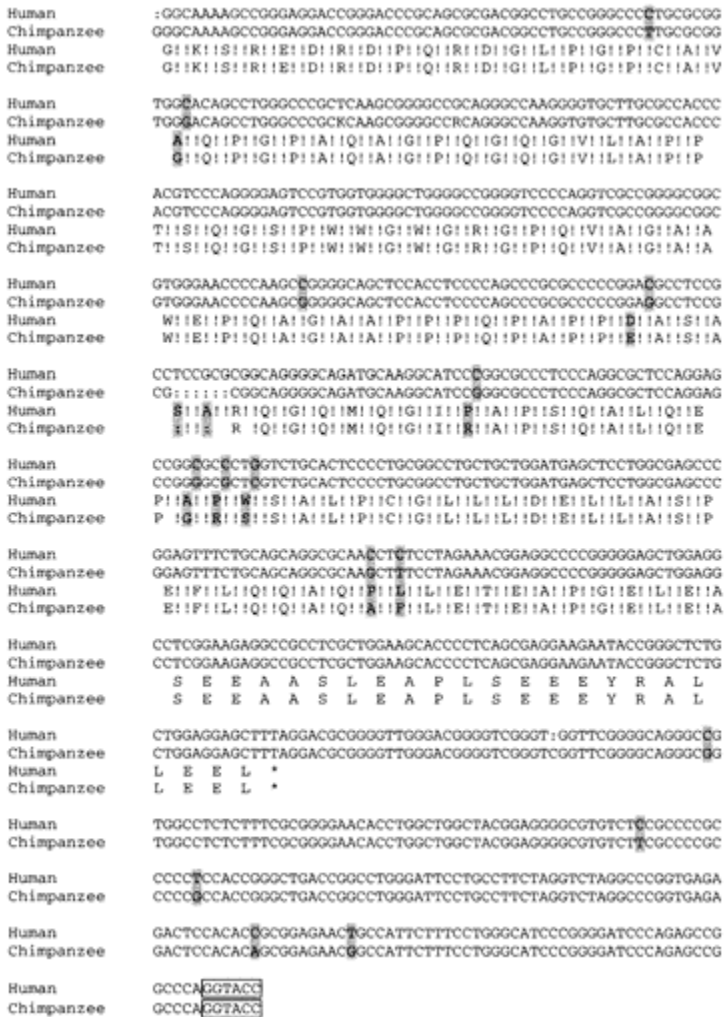 Human :GGCAAAAGCCGGGAGGACCGGGACCCGCAGCGCGACGGCCTGCCGGGCCCCTGCGCGG
Chimpanzee GGGCAAAAGCCGGGAGGACCGGGACCCGCAGCGCGACGGCCTGCCGGGCCCTTGCGCGG
Human G!!K!!S!!R!!E!!D!!R!!D!!P!!Q!!R!!D!!G!!L!!P!!G!!P!!C!!A!!V
Chimpanzee G!!K!!S!!R!!E!!D!!R!!D!!P!!Q!!R!!D!!G!!L!!P!!G!!P!!C!!A!!V
Human TGGCACAGCCTGGGCCCGCTCAAGCGGGGCCGCAGGGCCAAGGGGTGCTTGCGCCACCC
Chimpanzee TGGGACAGCCTGGGCCCGCKCAAGCGGGGCCRCAGGGCCAAGGTGTGCTTGCGCCACCC
Human A!!Q!!P!!G!!P!!A!!Q!!A!!G!!P!!Q!!G!!Q!!G!!V!!L!!A!!P!!P
Chimpanzee G!!Q!!P!!G!!P!!A!!Q!!A!!G!!P!!Q!!G!!Q!!G!!V!!L!!A!!P!!P
Human ACGTCCCAGGGGAGTCCGTGGTGGGGCTGGGGCCGGGGTCCCCAGGTCGCCGGGGCGGC
Chimpanzee ACGTCCCAGGGGAGTCCGTGGTGGGGCTGGGGCCGGGGTCCCCAGGTCGCCGGGGCGGC
Human T!!S!!Q!!G!!S!!P!!W!!W!!G!!W!!G!!R!!G!!P!!Q!!V!!A!!G!!A!!A
Chimpanzee T!!S!!Q!!G!!S!!P!!W!!W!!G!!W!!G!!R!!G!!P!!Q!!V!!A!!G!!A!!A
Human GTGGGAACCCCAAGCCGGGGCAGCTCCACCTCCCCAGCCCGCGCCCCCGGACGCCTCCG
Chimpanzee GTGGGAACCCCAAGCGGGGGCAGCTCCACCTCCCCAGCCCGCGCCCCCGGAGGCCTCCG
Human W!!E!!P!!Q!!A!!G!!A!!A!!P!!P!!P!!Q!!P!!A!!P!!P!!D!!A!!S!!A
Chimpanzee W!!E!!P!!Q!!A!!G!!A!!A!!P!!P!!P!!Q!!P!!A!!P!!P!!E!!A!!S!!A
Human CCTCCGCGCGGCAGGGGCAGATGCAAGGCATCCCGGCGCCCTCCCAGGCGCTCCAGGAG
Chimpanzee CG::::::CGGCAGGGGCAGATGCAAGGCATCCGGGCGCCCTCCCAGGCGCTCCAGGAG
Human S!!A!!R!!Q!!G!!Q!!M!!Q!!G!!I!!P!!A!!P!!S!!Q!!A!!L!!Q!!E
Chimpanzee :!!: R !Q!!G!!Q!!M!!Q!!G!!I!!R!!A!!P!!S!!Q!!A!!L!!Q!!E
Human CCGGCGCCCTGGTCTGCACTCCCCTGCGGCCTGCTGCTGGATGAGCTCCTGGCGAGCCC
Chimpanzee CCGGGGCGCTCGTCTGCACTCCCCTGCGGCCTGCTGCTGGATGAGCTCCTGGCGAGCCC
Human P!!A!!P!!W!!S!!A!!L!!P!!C!!G!!L!!L!!L!!D!!E!!L!!L!!A!!S!!P
Chimpanzee P !G!!R!!S!!S!!A!!L!!P!!C!!G!!L!!L!!L!!D!!E!!L!!L!!A!!S!!P
Human GGAGTTTCTGCAGCAGGCGCAACCTCTCCTAGAAACGGAGGCCCCGGGGGAGCTGGAGG
Chimpanzee GGAGTTTCTGCAGCAGGCGCAAGCTTTCCTAGAAACGGAGGCCCCGGGGGAGCTGGAGG
Human E!!F!!L!!Q!!Q!!A!!Q!!P!!L!!L!!E!!T!!E!!A!!P!!G!!E!!L!!E!!A
Chimpanzee E!!F!!L!!Q!!Q!!A!!Q!!A!!F!!L!!E!!T!!E!!A!!P!!G!!E!!L!!E!!A
Human CCTCGGAAGAGGCCGCCTCGCTGGAAGCACCCCTCAGCGAGGAAGAATACCGGGCTCTG
Chimpanzee CCTCGGAAGAGGCCGCCTCGCTGGAAGCACCCCTCAGCGAGGAAGAATACCGGGCTCTG
Human S E E A A S L E A P L S E E E Y R A L
Chimpanzee S E E A A S L E A P L S E E E Y R A L
Human CTGGAGGAGCTTTAGGACGCGGGGTTGGGACGGGGTCGGGT:GGTTCGGGGCAGGGCCG
Chimpanzee CTGGAGGAGCTTTAGGACGCGGGGTTGGGACGGGGTCGGGTCGGTTCGGGGCAGGGCGG
Human L E E L *
Chimpanzee L E E L *
Human TGGCCTCTCTTTCGCGGGGAACACCTGGCTGGCTACGGAGGGGCGTGTCTCCGCCCCGC
Chimpanzee TGGCCTCTCTTTCGCGGGGAACACCTGGCTGGCTACGGAGGGGCGTGTCTTCGCCCCGC
Human CCCCTCCACCGGGCTGACCGGCCTGGGATTCCTGCCTTCTAGGTCTAGGCCCGGTGAGA
Chimpanzee CCCCGCCACCGGGCTGACCGGCCTGGGATTCCTGCCTTCTAGGTCTAGGCCCGGTGAGA
Human GACTCCACACCGCGGAGAACTGCCATTCTTTCCTGGGCATCCCGGGGATCCCAGAGCCG
Chimpanzee GACTCCACACAGCGGAGAACGGCCATTCTTTCCTGGGCATCCCGGGGATCCCAGAGCCG
Human GCCCAGGTACC
Chimpanzee GCCCAGGTACC